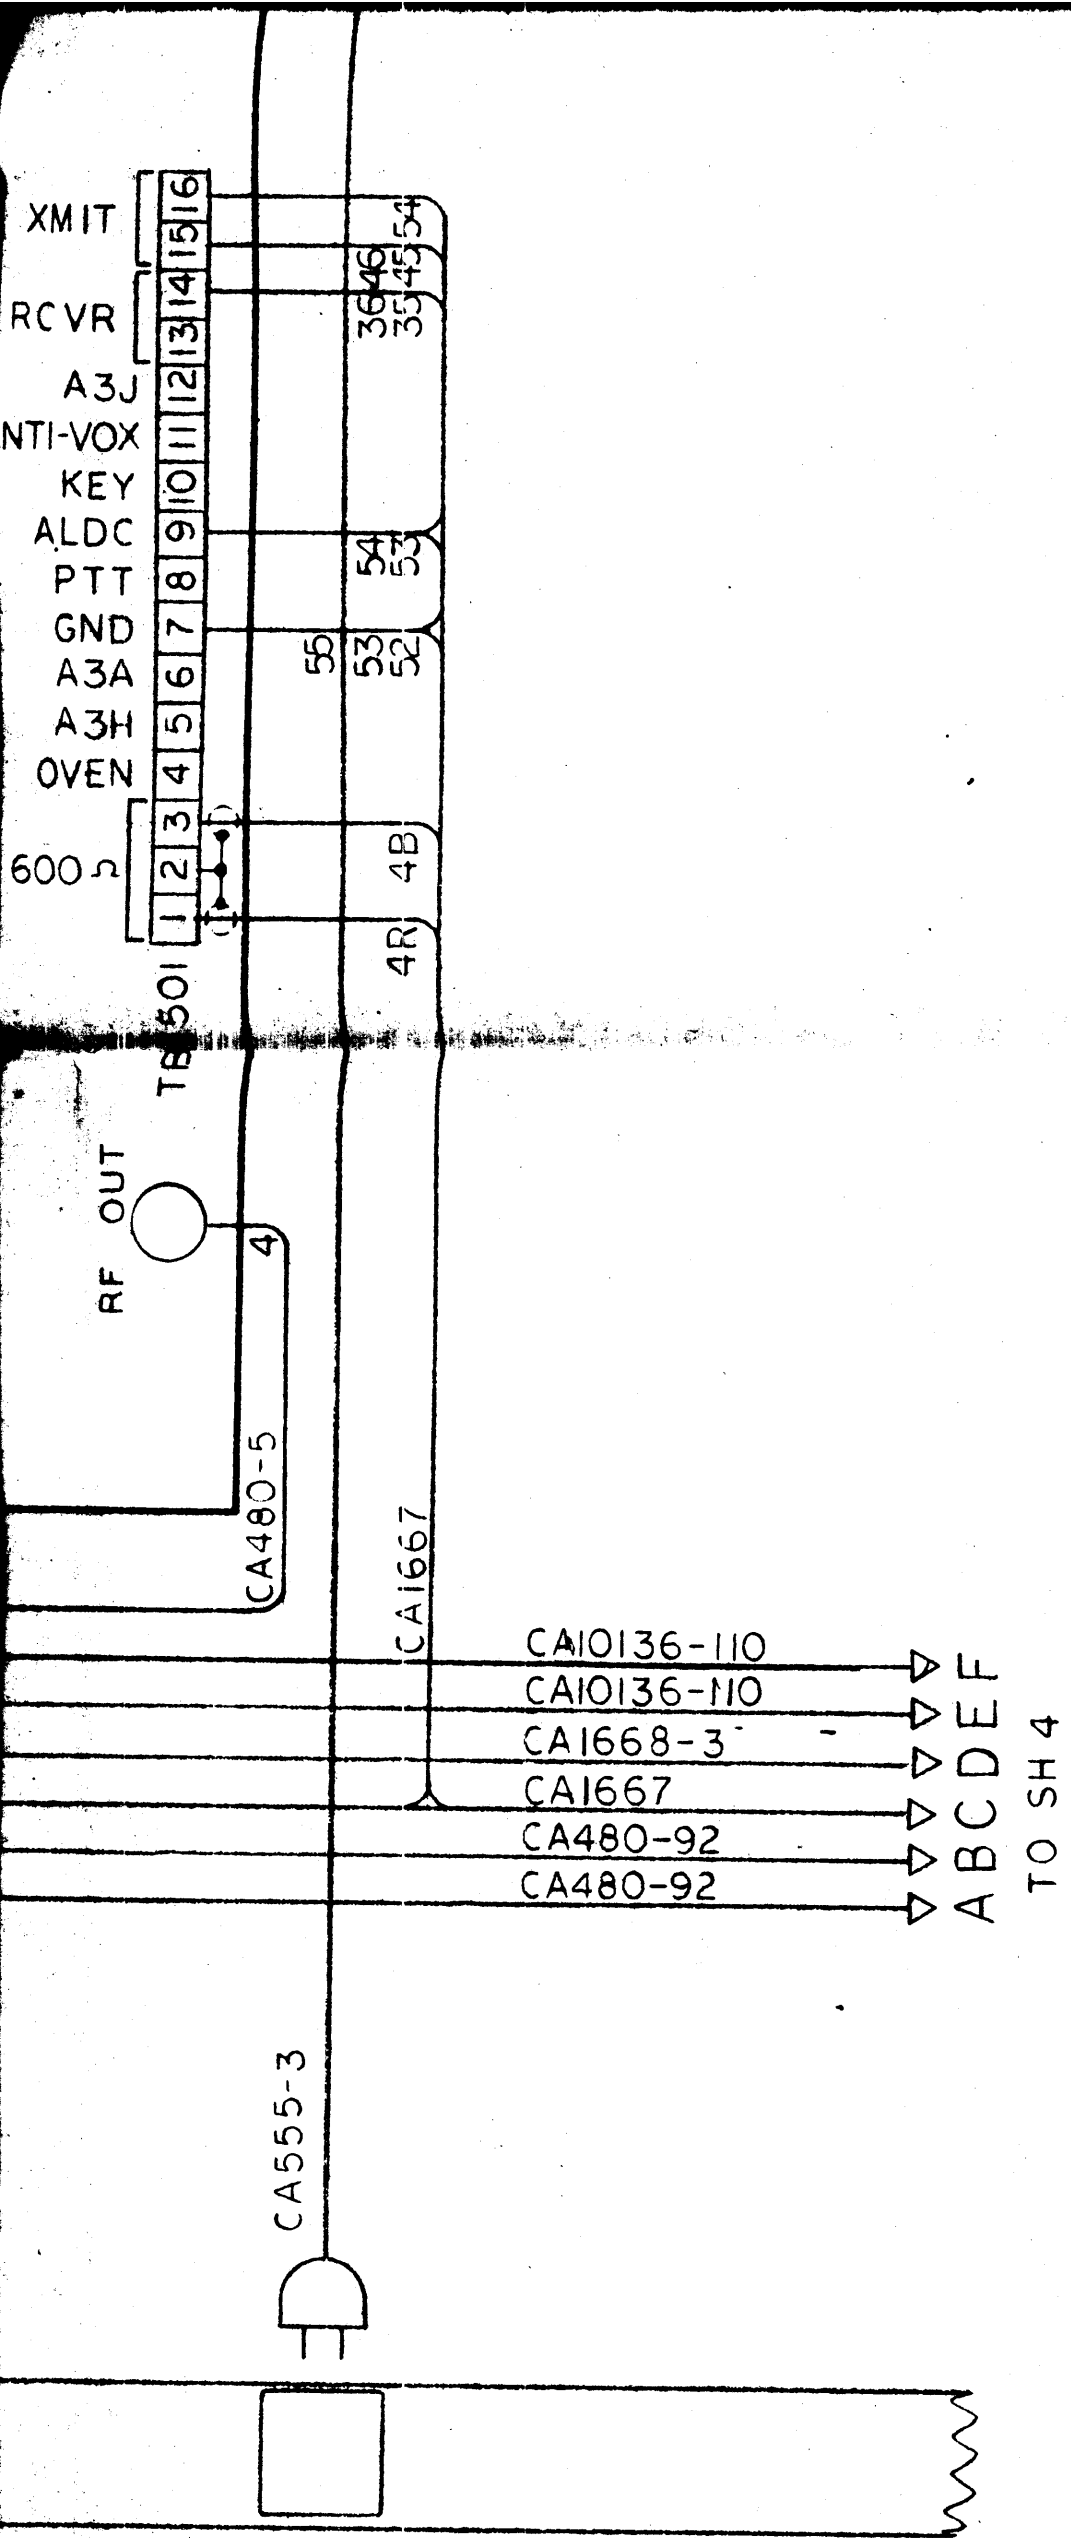 XMIT
16
15
RCVR
14
13
A3J
12
NTI-VOX
11
KEY
10
ALDC
9
PTT
8
GND
7
A3A
6
A3H
5
OVEN
4
600Ω
3
2
1
TB501
54
46
45
36
35
54
53
55
53
52
4B
4R
RF OUT
4
CA480-5
CA1667
CA10136-110
F
CA10136-110
E
CA1668-3
D
CA1667
C
CA480-92
B
CA480-92
A
TO SH 4
CA555-3